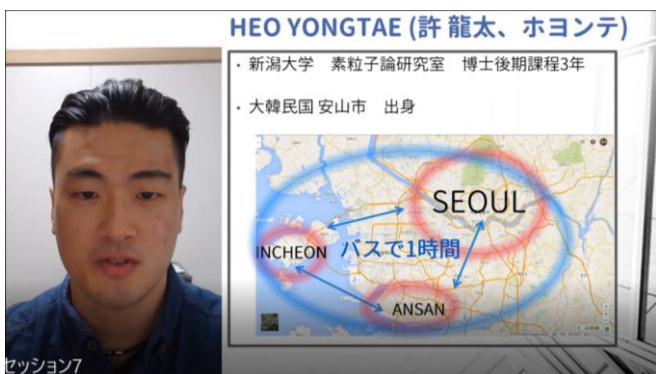 HEO YONGTAE (許 龍太、ホヨンテ)
・新潟大学　素粒子論研究室　博士後期課程3年
・大韓民国 安山市　出身
SEOUL
INCHEON
バスで1時間
ANSAN
セッション7